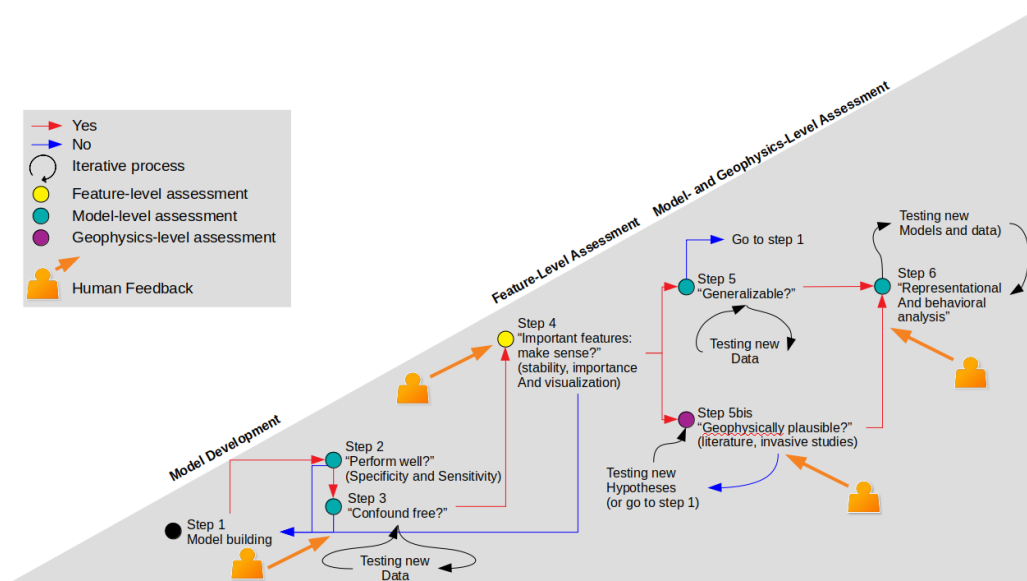 Model- and Geophysics-Level Assessment
Feature-Level Assessment
Model Development
Yes
No
Iterative process
Feature-level assessment
Model-level assessment
Geophysics-level assessment
Human Feedback
Step 1
Model building
Step 2
“Perform well?”
(Specificity and Sensitivity)
Step 3
“Confound free?”
Testing new
Data
Step 4
“Important features:
make sense?”
(stability, importance
And visualization)
Go to step 1
Step 5
“Generalizable?”
Testing new
Data
Step 5bis
“Geophysically plausible?”
(literature, invasive studies)
Testing new
Hypotheses
(or go to step 1)
Testing new
Models and data)
Step 6
“Representational
And behavioral
analysis”